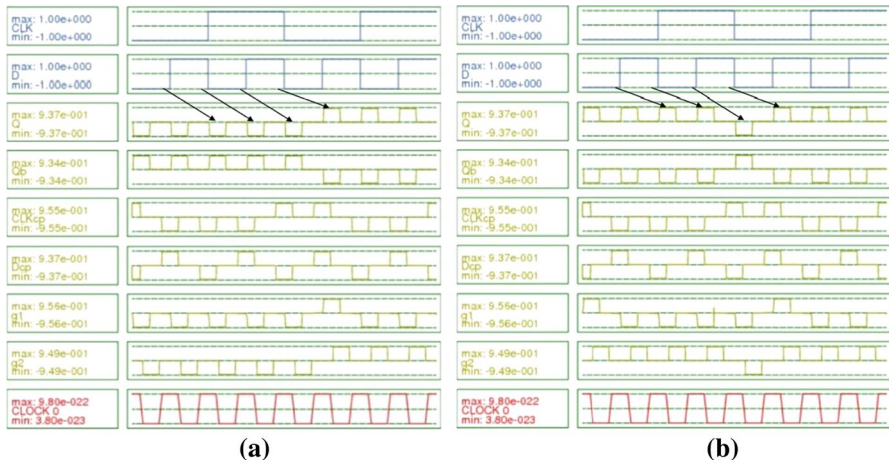 max: 1.00e+000
CLK
min: -1.00e+000
max: 1.00e+000
D
min: -1.00e+000
max: 9.37e-001
Q
min: -9.37e-001
max: 9.34e-001
Qb
min: -9.34e-001
max: 9.55e-001
CLKcp
min: -9.55e-001
max: 9.37e-001
Dcp
min: -9.37e-001
max: 9.56e-001
g1
min: -9.56e-001
max: 9.49e-001
g2
min: -9.49e-001
max: 9.80e-022
CLOCK 0
min: 3.80e-023
(a)
max: 1.00e+000
CLK
min: -1.00e+000
max: 1.00e+000
D
min: -1.00e+000
max: 9.37e-001
Q
min: -9.37e-001
max: 9.34e-001
Qb
min: -9.34e-001
max: 9.55e-001
CLKcp
min: -9.55e-001
max: 9.37e-001
Dcp
min: -9.37e-001
max: 9.56e-001
g1
min: -9.56e-001
max: 9.49e-001
g2
min: -9.49e-001
max: 9.80e-022
CLOCK 0
min: 3.80e-023
(b)